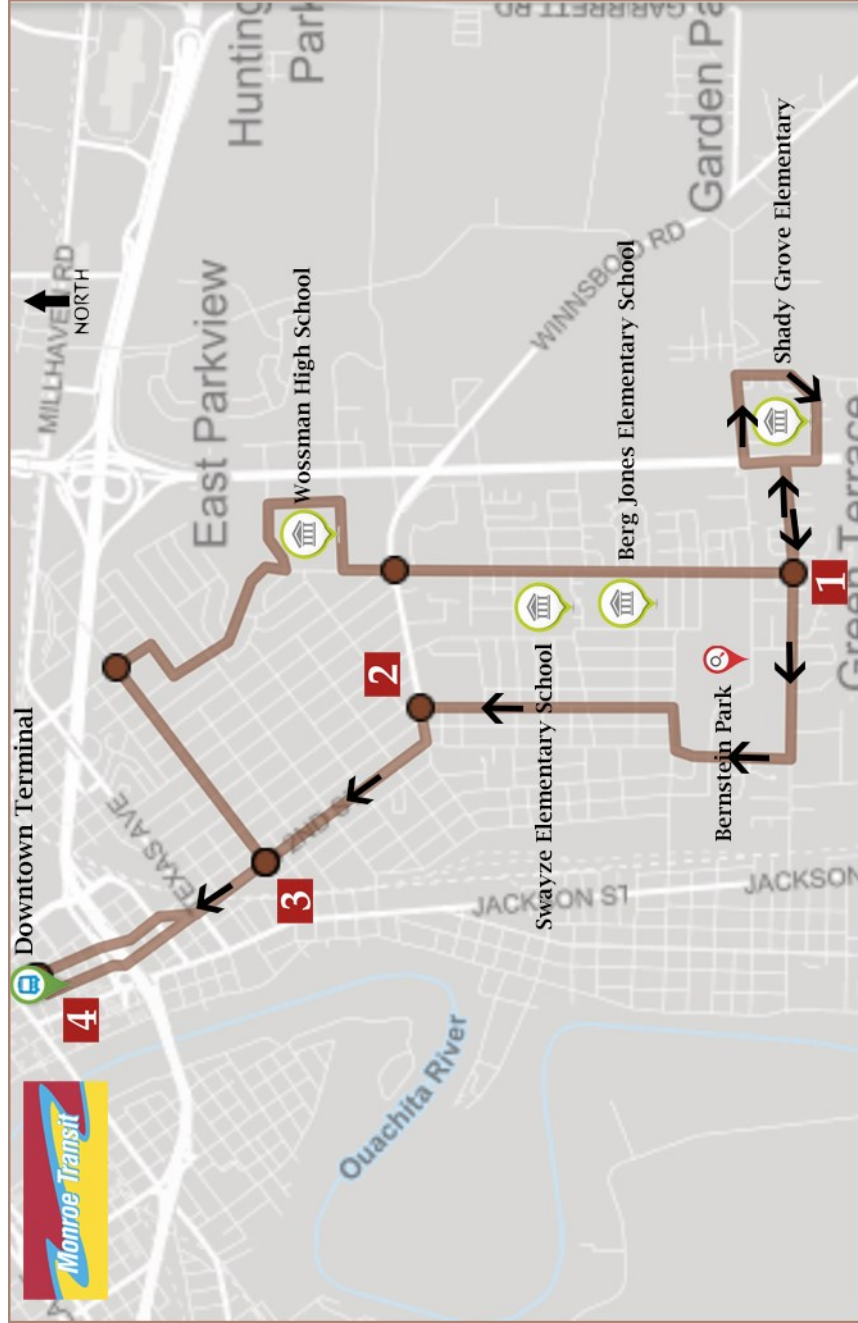 Monroe Transit
4
Downtown Terminal
MILLHAVEN RD
NORTH
TEXAS AVE
East Parkview
Hunting
Park
3
2ND S
Wossman High School
2
Ouachita River
JACKSON ST
Swayze Elementary School
WINNSBORO RD
Berg Jones Elementary School
Bernstein Park
Garden Pa
GARRETT RD
Shady Grove Elementary
1
JACKSON
Green Terrace